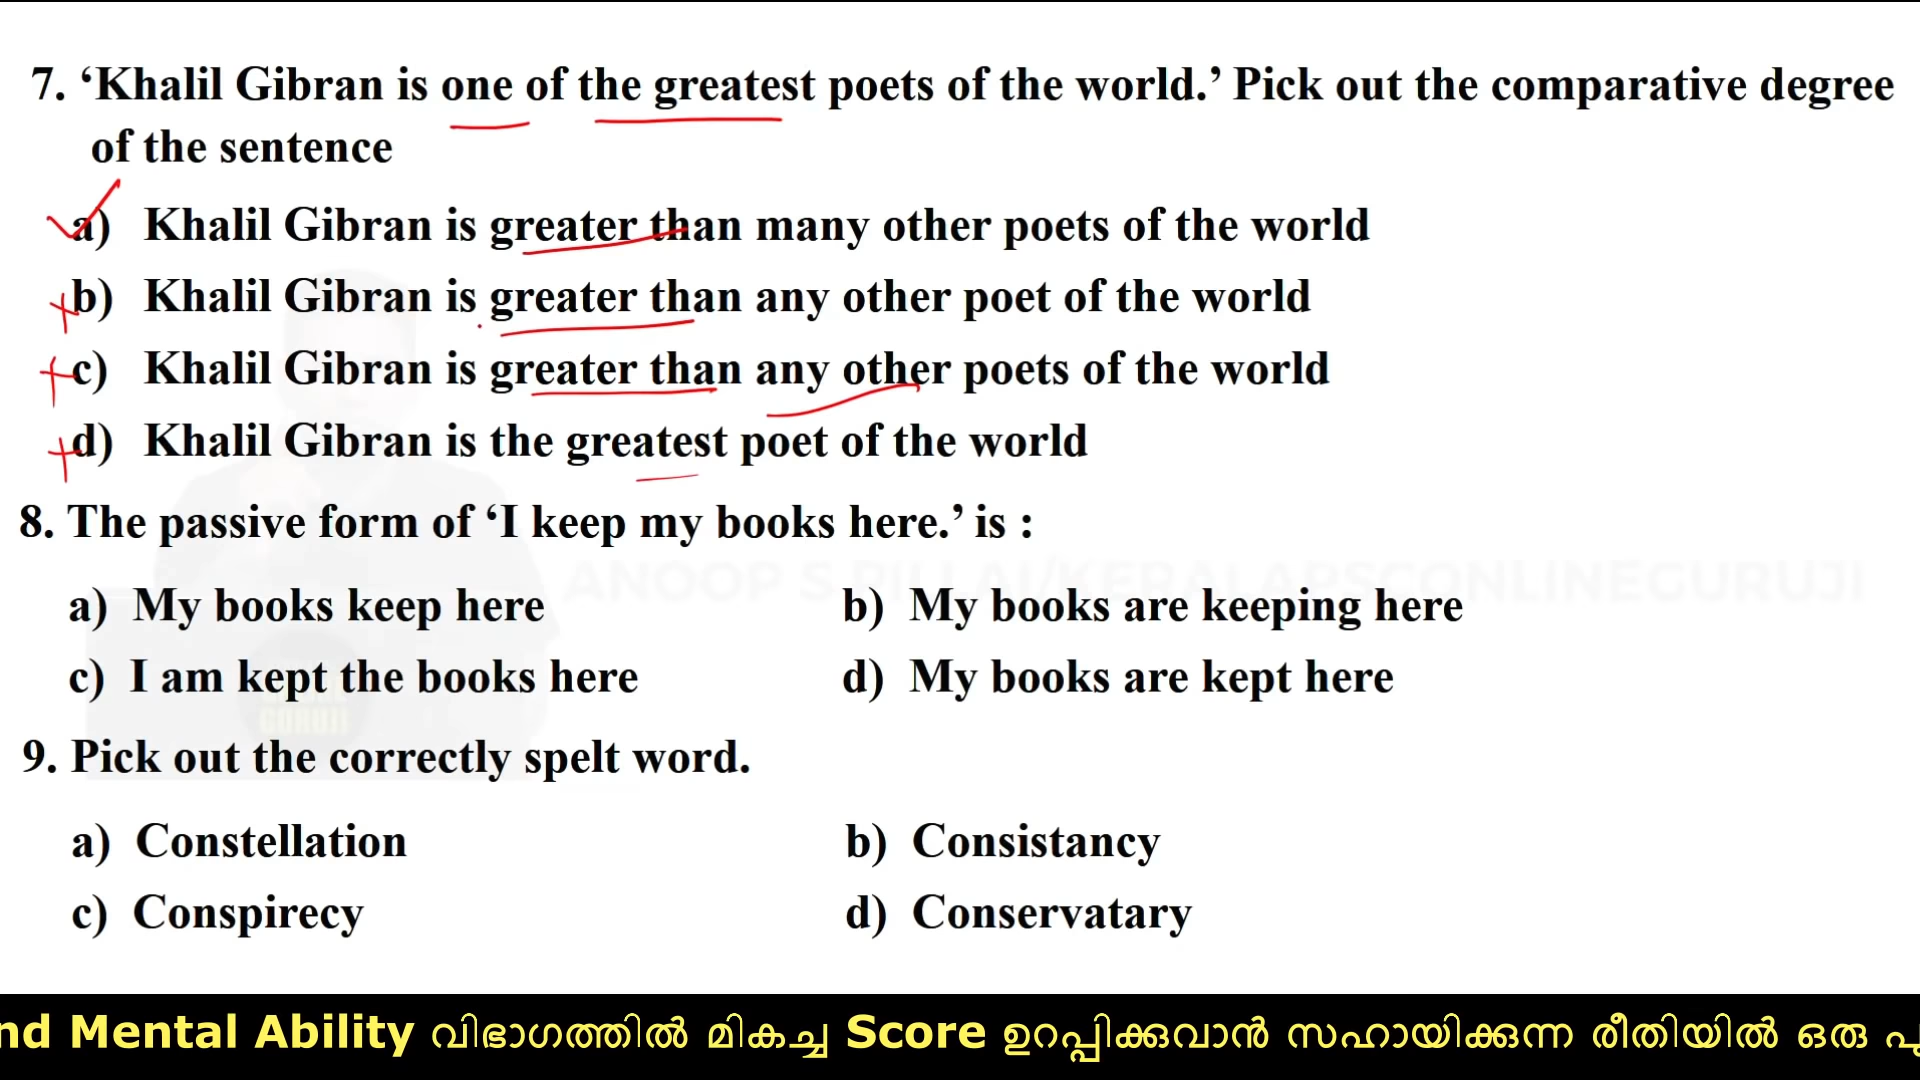 7. ‘Khalil Gibran is one of the greatest poets of the world.’ Pick out the comparative degree
of the sentence
a) Khalil Gibran is greater than many other poets of the world
b) Khalil Gibran is greater than any other poet of the world
c) Khalil Gibran is greater than any other poets of the world
d) Khalil Gibran is the greatest poet of the world
8. The passive form of ‘I keep my books here.’ is :
ANOOP S PILLAI/KERALAPSCONLINEGURUJI
a) My books keep here b) My books are keeping here
c) I am kept the books here d) My books are kept here
GURUJI
9. Pick out the correctly spelt word.
a) Constellation b) Consistancy
c) Conspirecy d) Conservatary
nd Mental Ability വിഭാഗത്തിൽ മികച്ച Score ഉറപ്പിക്കുവാൻ സഹായിക്കുന്ന രീതിയിൽ ഒരു